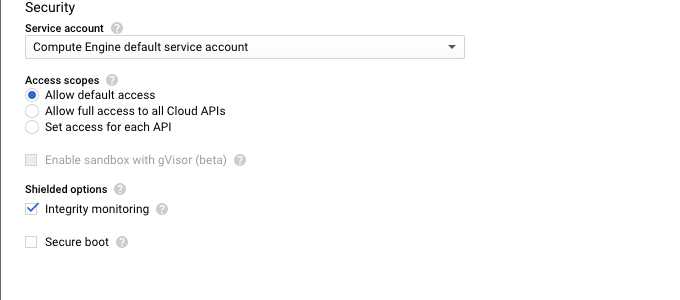 Security
Service account ?
Compute Engine default service account
Access scopes ?
Allow default access
Allow full access to all Cloud APIs
Set access for each API
Enable sandbox with gVisor (beta) ?
Shielded options ?
Integrity monitoring ?
Secure boot ?